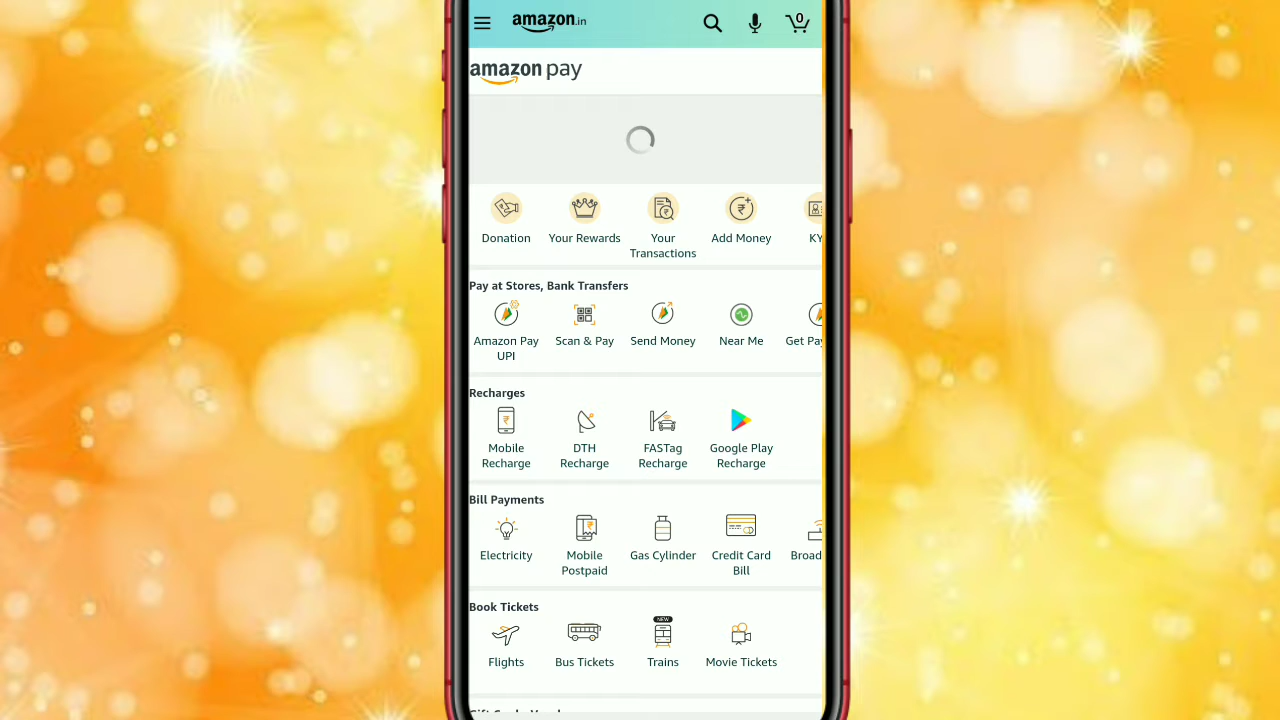 amazon.in
0
amazon pay
Donation
Your Rewards
Your
Transactions
Add Money
KY
Pay at Stores, Bank Transfers
Amazon Pay
UPI
Scan & Pay
Send Money
Near Me
Get Pay
Recharges
Mobile
Recharge
DTH
Recharge
FASTag
Recharge
Google Play
Recharge
Bill Payments
Electricity
Mobile
Postpaid
Gas Cylinder
Credit Card
Bill
Broad
Book Tickets
Flights
Bus Tickets
NEW
Trains
Movie Tickets